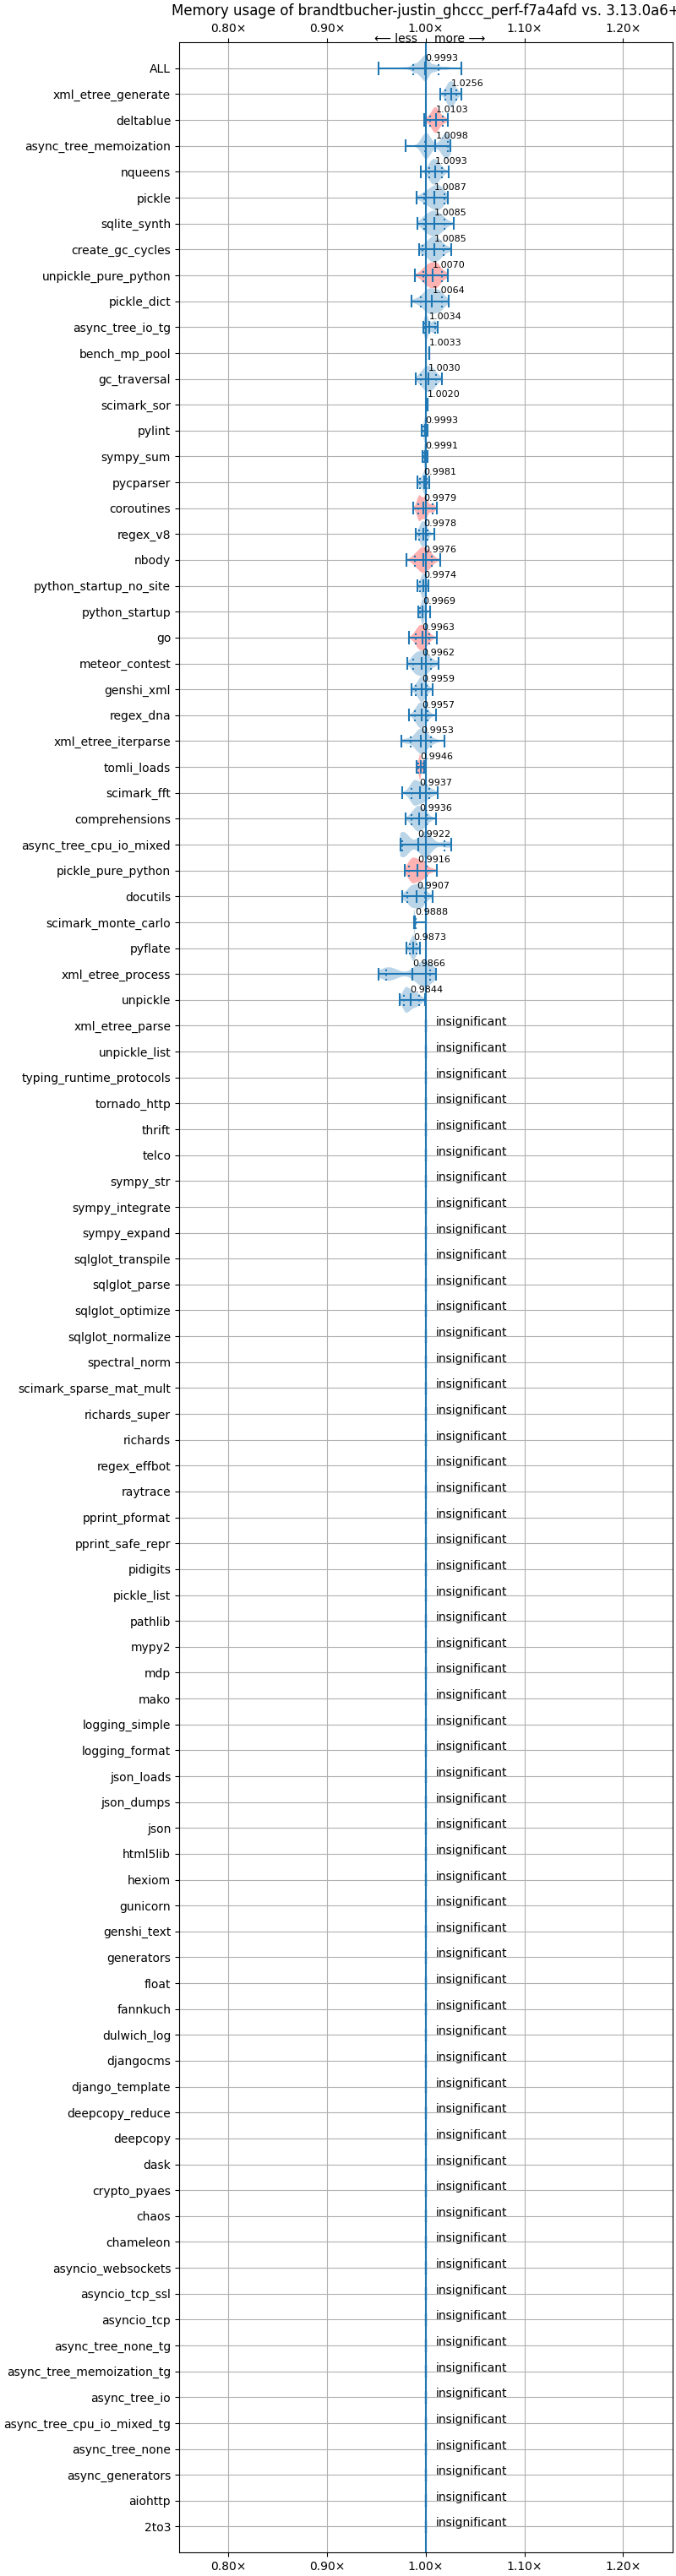 Memory usage of brandtbucher-justin_ghccc_perf-f7a4afd vs. 3.13.0a6+
0.80× 0.90× 1.00× 1.10× 1.20×
⟵ less more ⟶
ALL 0.9993
xml_etree_generate 1.0256
deltablue 1.0103
async_tree_memoization 1.0098
nqueens 1.0093
pickle 1.0087
sqlite_synth 1.0085
create_gc_cycles 1.0085
unpickle_pure_python 1.0070
pickle_dict 1.0064
async_tree_io_tg 1.0034
bench_mp_pool 1.0033
gc_traversal 1.0030
scimark_sor 1.0020
pylint 0.9993
sympy_sum 0.9991
pycparser 0.9981
coroutines 0.9979
regex_v8 0.9978
nbody 0.9976
python_startup_no_site 0.9974
python_startup 0.9969
go 0.9963
meteor_contest 0.9962
genshi_xml 0.9959
regex_dna 0.9957
xml_etree_iterparse 0.9953
tomli_loads 0.9946
scimark_fft 0.9937
comprehensions 0.9936
async_tree_cpu_io_mixed 0.9922
pickle_pure_python 0.9916
docutils 0.9907
scimark_monte_carlo 0.9888
pyflate 0.9873
xml_etree_process 0.9866
unpickle 0.9844
xml_etree_parse insignificant
unpickle_list insignificant
typing_runtime_protocols insignificant
tornado_http insignificant
thrift insignificant
telco insignificant
sympy_str insignificant
sympy_integrate insignificant
sympy_expand insignificant
sqlglot_transpile insignificant
sqlglot_parse insignificant
sqlglot_optimize insignificant
sqlglot_normalize insignificant
spectral_norm insignificant
scimark_sparse_mat_mult insignificant
richards_super insignificant
richards insignificant
regex_effbot insignificant
raytrace insignificant
pprint_pformat insignificant
pprint_safe_repr insignificant
pidigits insignificant
pickle_list insignificant
pathlib insignificant
mypy2 insignificant
mdp insignificant
mako insignificant
logging_simple insignificant
logging_format insignificant
json_loads insignificant
json_dumps insignificant
json insignificant
html5lib insignificant
hexiom insignificant
gunicorn insignificant
genshi_text insignificant
generators insignificant
float insignificant
fannkuch insignificant
dulwich_log insignificant
djangocms insignificant
django_template insignificant
deepcopy_reduce insignificant
deepcopy insignificant
dask insignificant
crypto_pyaes insignificant
chaos insignificant
chameleon insignificant
asyncio_websockets insignificant
asyncio_tcp_ssl insignificant
asyncio_tcp insignificant
async_tree_none_tg insignificant
async_tree_memoization_tg insignificant
async_tree_io insignificant
async_tree_cpu_io_mixed_tg insignificant
async_tree_none insignificant
async_generators insignificant
aiohttp insignificant
2to3 insignificant
0.80× 0.90× 1.00× 1.10× 1.20×